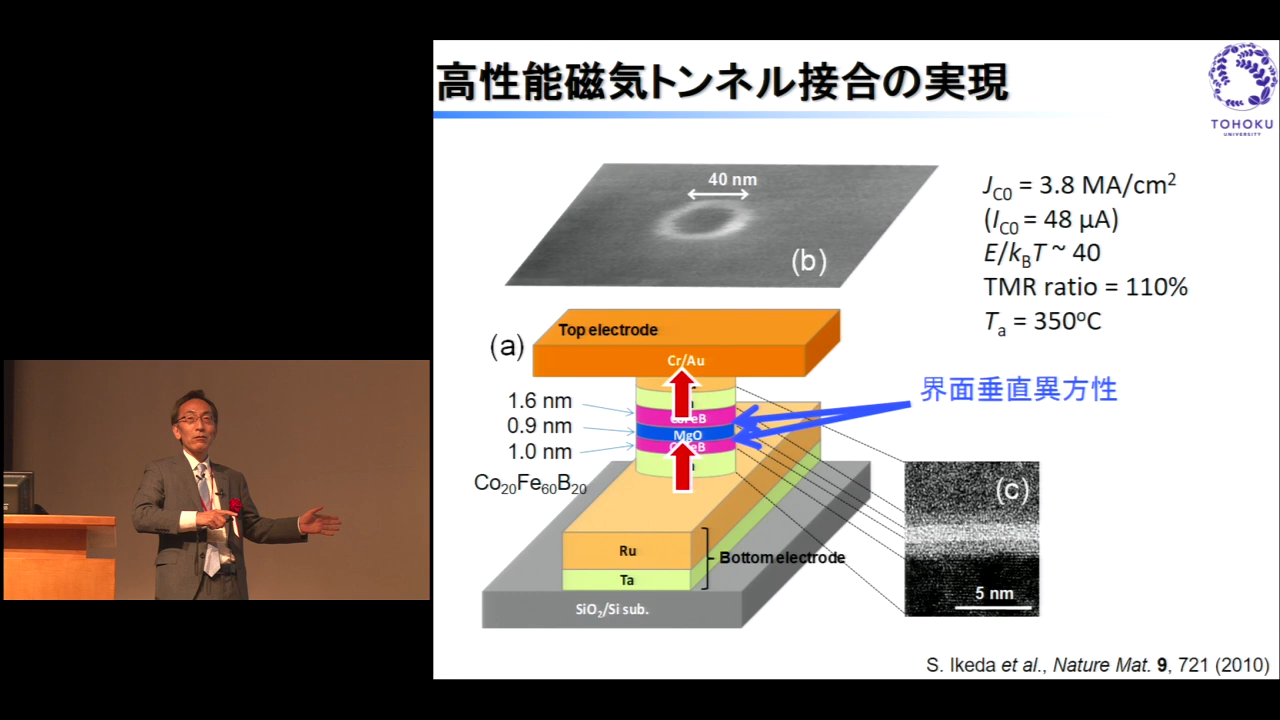 高性能磁気トンネル接合の実現
TOHOKU
UNIVERSITY
40 nm
(b)
J_C0 = 3.8 MA/cm²
(I_C0 = 48 µA)
E/k_BT ~ 40
TMR ratio = 110%
T_a = 350°C
(a)
Top electrode
Cr/Au
界面垂直異方性
1.6 nm
0.9 nm
1.0 nm
MgO
Co₂₀Fe₆₀B₂₀
(c)
5 nm
Ru
Ta
Bottom electrode
SiO₂/Si sub.
S. Ikeda et al., Nature Mat. 9, 721 (2010)